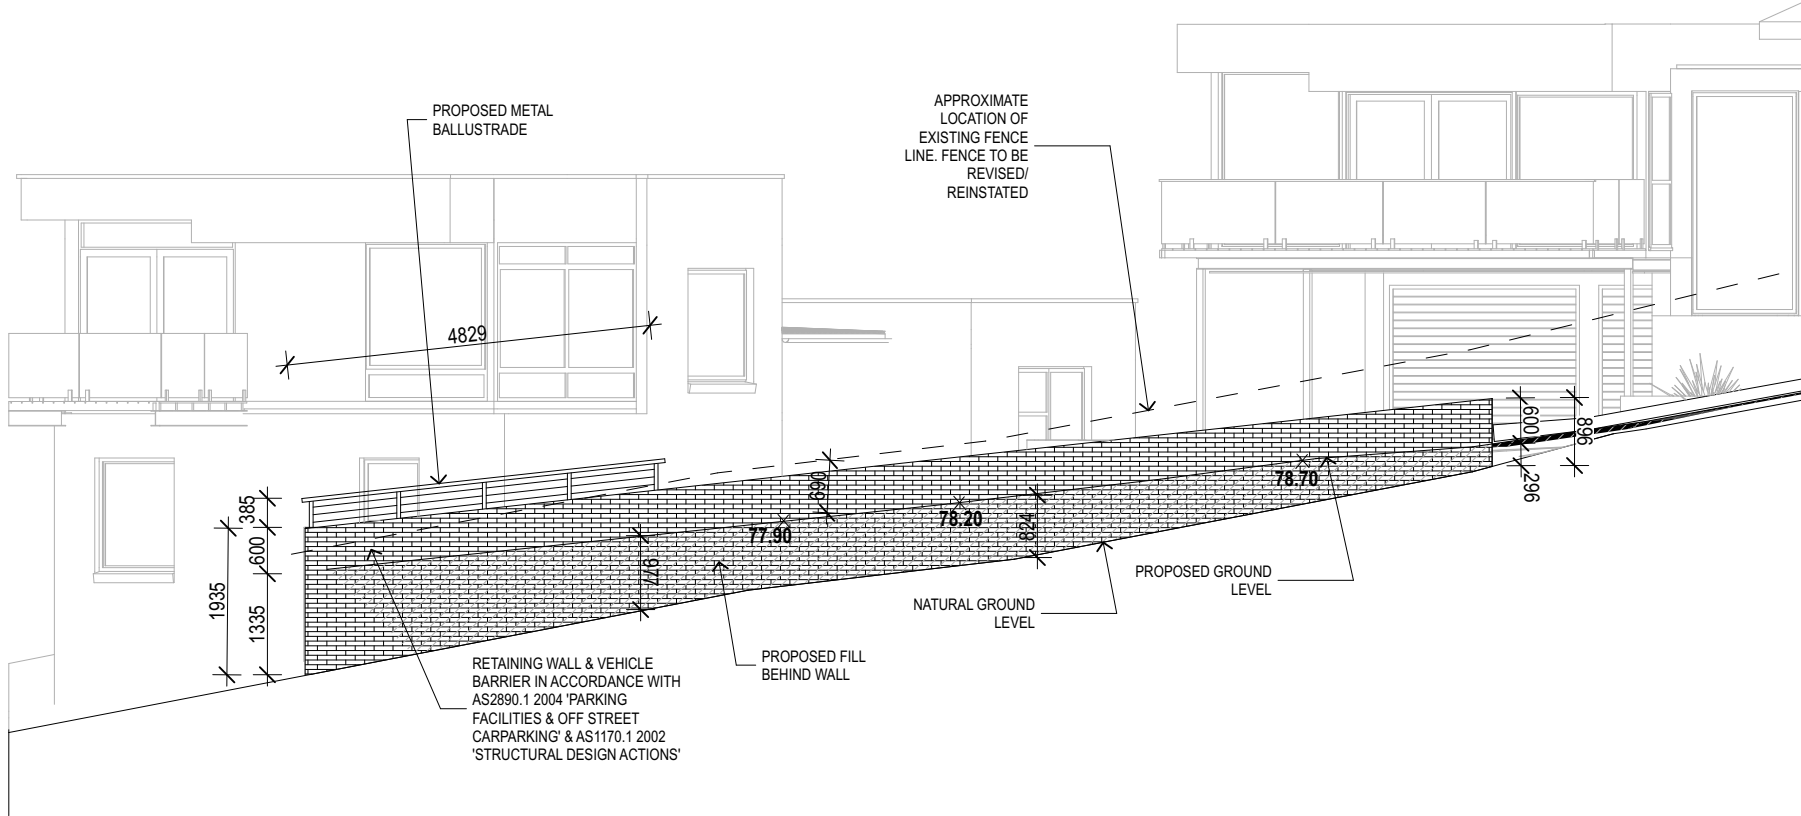 PROPOSED METAL
BALLUSTRADE
APPROXIMATE
LOCATION OF
EXISTING FENCE
LINE. FENCE TO BE
REVISED/
REINSTATED
4829
600
896
296
690
385
600
1935
1335
77.90
78.20
78.70
824
776
PROPOSED GROUND
LEVEL
NATURAL GROUND
LEVEL
PROPOSED FILL
BEHIND WALL
RETAINING WALL & VEHICLE
BARRIER IN ACCORDANCE WITH
AS2890.1 2004 'PARKING
FACILITIES & OFF STREET
CARPARKING' & AS1170.1 2002
'STRUCTURAL DESIGN ACTIONS'